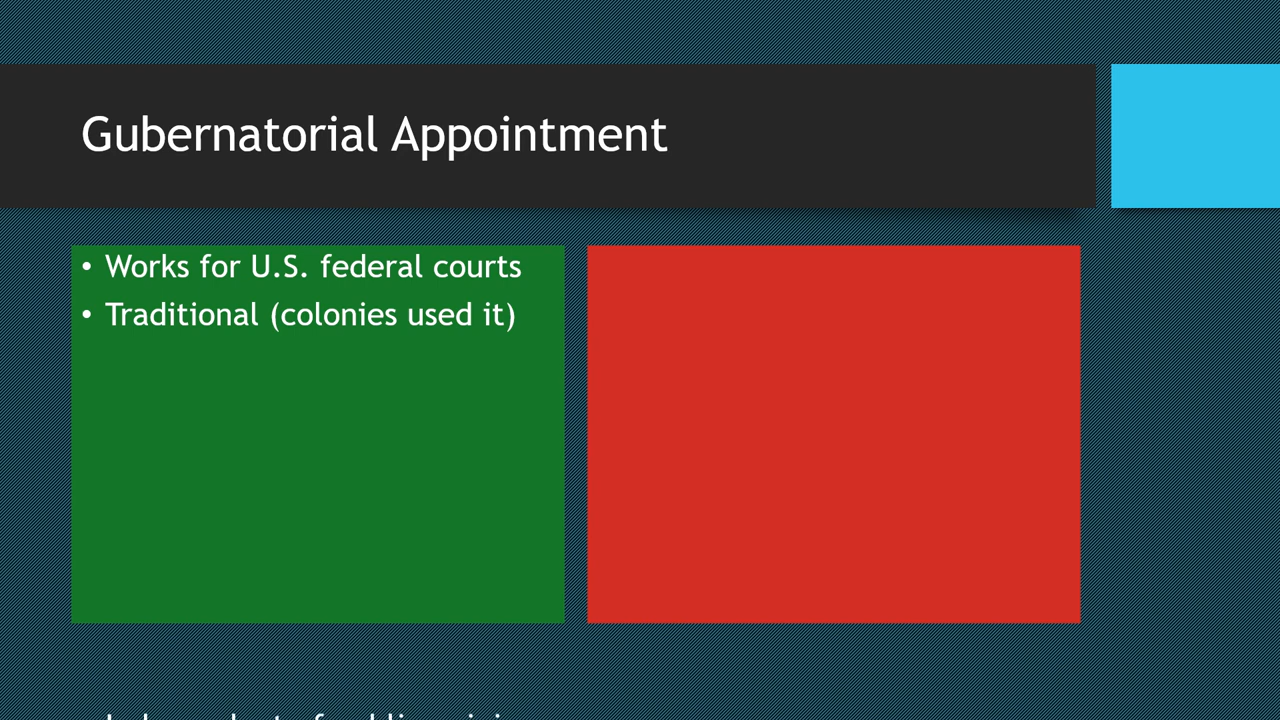 Gubernatorial Appointment
• Works for U.S. federal courts
• Traditional (colonies used it)